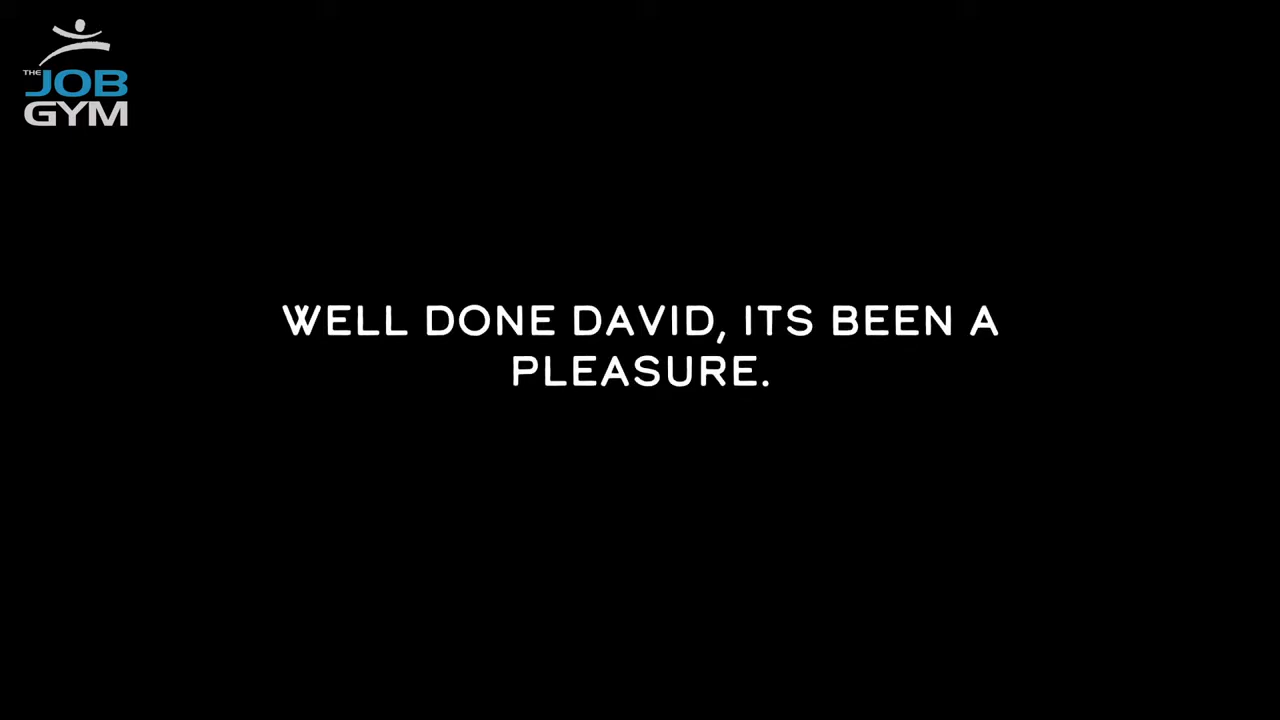 THE
JOB
GYM
WELL DONE DAVID, ITS BEEN A
PLEASURE.